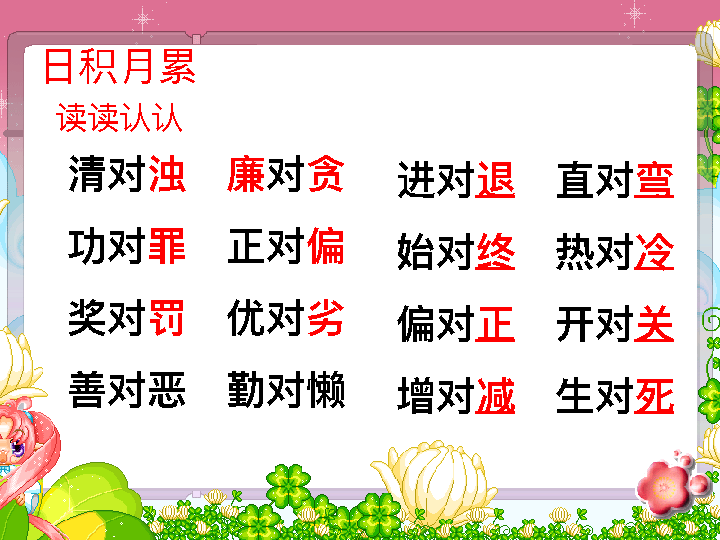 日积月累
读读认认
清对浊 廉对贪 进对退 直对弯
功对罪 正对偏 始对终 热对冷
奖对罚 优对劣 偏对正 开对关
善对恶 勤对懒 增对减 生对死